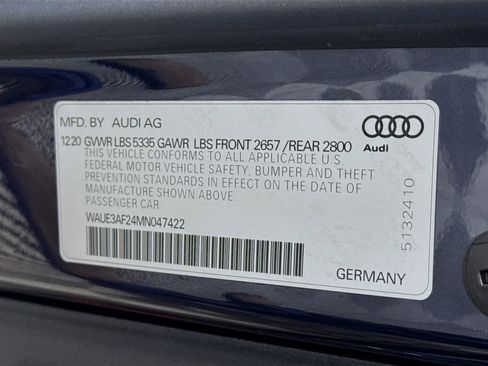 MFD. BY AUDI AG
1220 GVWR LBS 5335 GAWR LBS FRONT 2657 / REAR 2800
THIS VEHICLE CONFORMS TO ALL APPLICABLE U.S
FEDERAL MOTOR VEHICLE SAFETY, BUMPER AND THEFT
PREVENTION STANDARDS IN EFFECT ON THE DATE OF
MANUFACTURE SHOWN ABOVE
PASSENGER CAR
WAUE3AF24MN047422
Audi
5132410
GERMANY